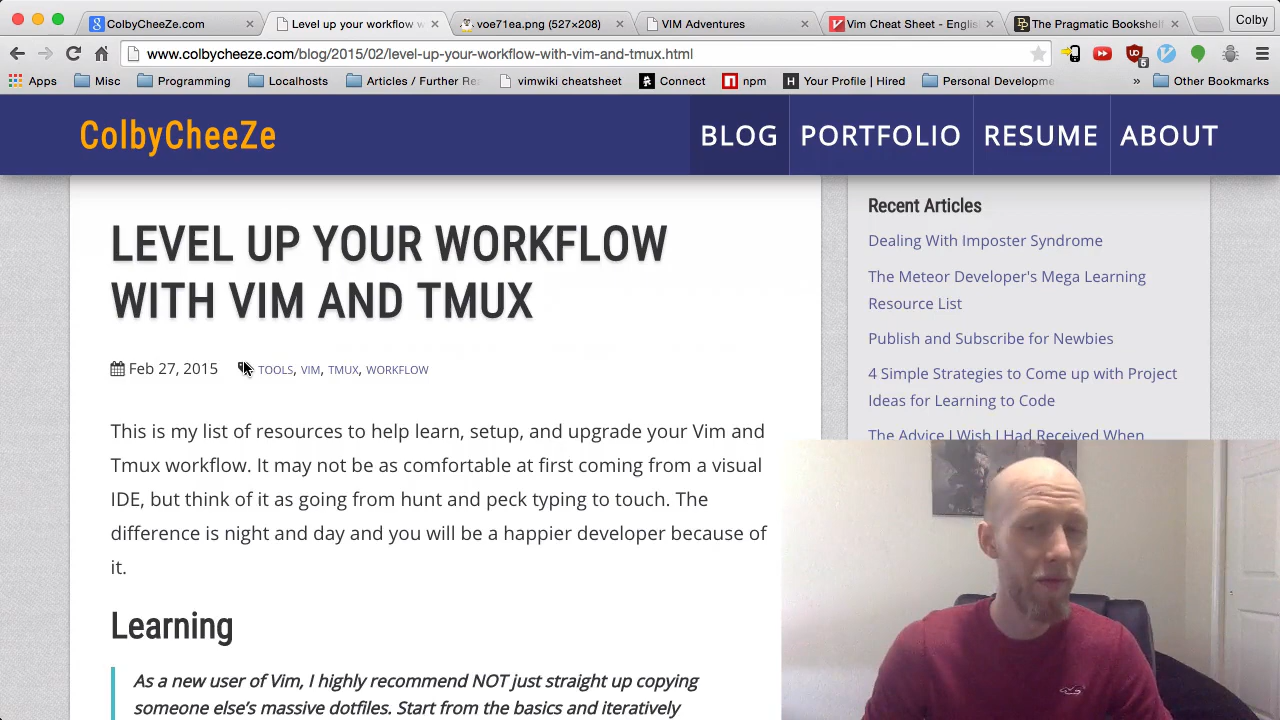 ColbyCheeZe.com
Level up your workflow w
voe71ea.png (527×208)
VIM Adventures
Vim Cheat Sheet - Englis
The Pragmatic Bookshelf
Colby
www.colbycheeze.com/blog/2015/02/level-up-your-workflow-with-vim-and-tmux.html
6
Apps
Misc
Programming
Localhosts
Articles / Further Re
vimwiki cheatsheet
Connect
npm
Your Profile | Hired
Personal Developme
»
Other Bookmarks
ColbyCheeZe
BLOG
PORTFOLIO
RESUME
ABOUT
LEVEL UP YOUR WORKFLOW
WITH VIM AND TMUX
Feb 27, 2015
TOOLS, VIM, TMUX, WORKFLOW
This is my list of resources to help learn, setup, and upgrade your Vim and
Tmux workflow. It may not be as comfortable at first coming from a visual
IDE, but think of it as going from hunt and peck typing to touch. The
difference is night and day and you will be a happier developer because of
it.
Learning
As a new user of Vim, I highly recommend NOT just straight up copying
someone else's massive dotfiles. Start from the basics and iteratively
Recent Articles
Dealing With Imposter Syndrome
The Meteor Developer's Mega Learning
Resource List
Publish and Subscribe for Newbies
4 Simple Strategies to Come up with Project
Ideas for Learning to Code
The Advice I Wish I Had Received When